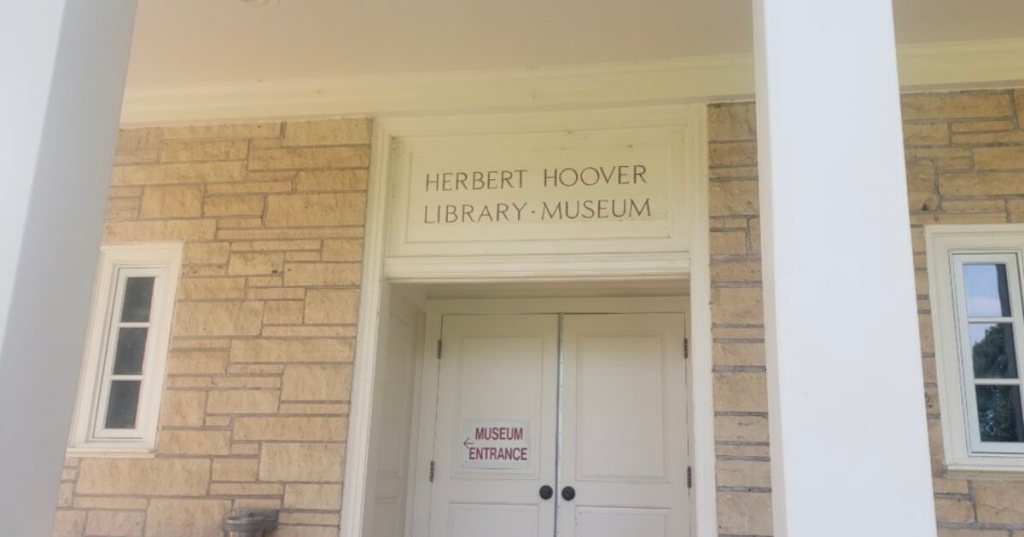 HERBERT HOOVER
LIBRARY · MUSEUM
← MUSEUM
ENTRANCE